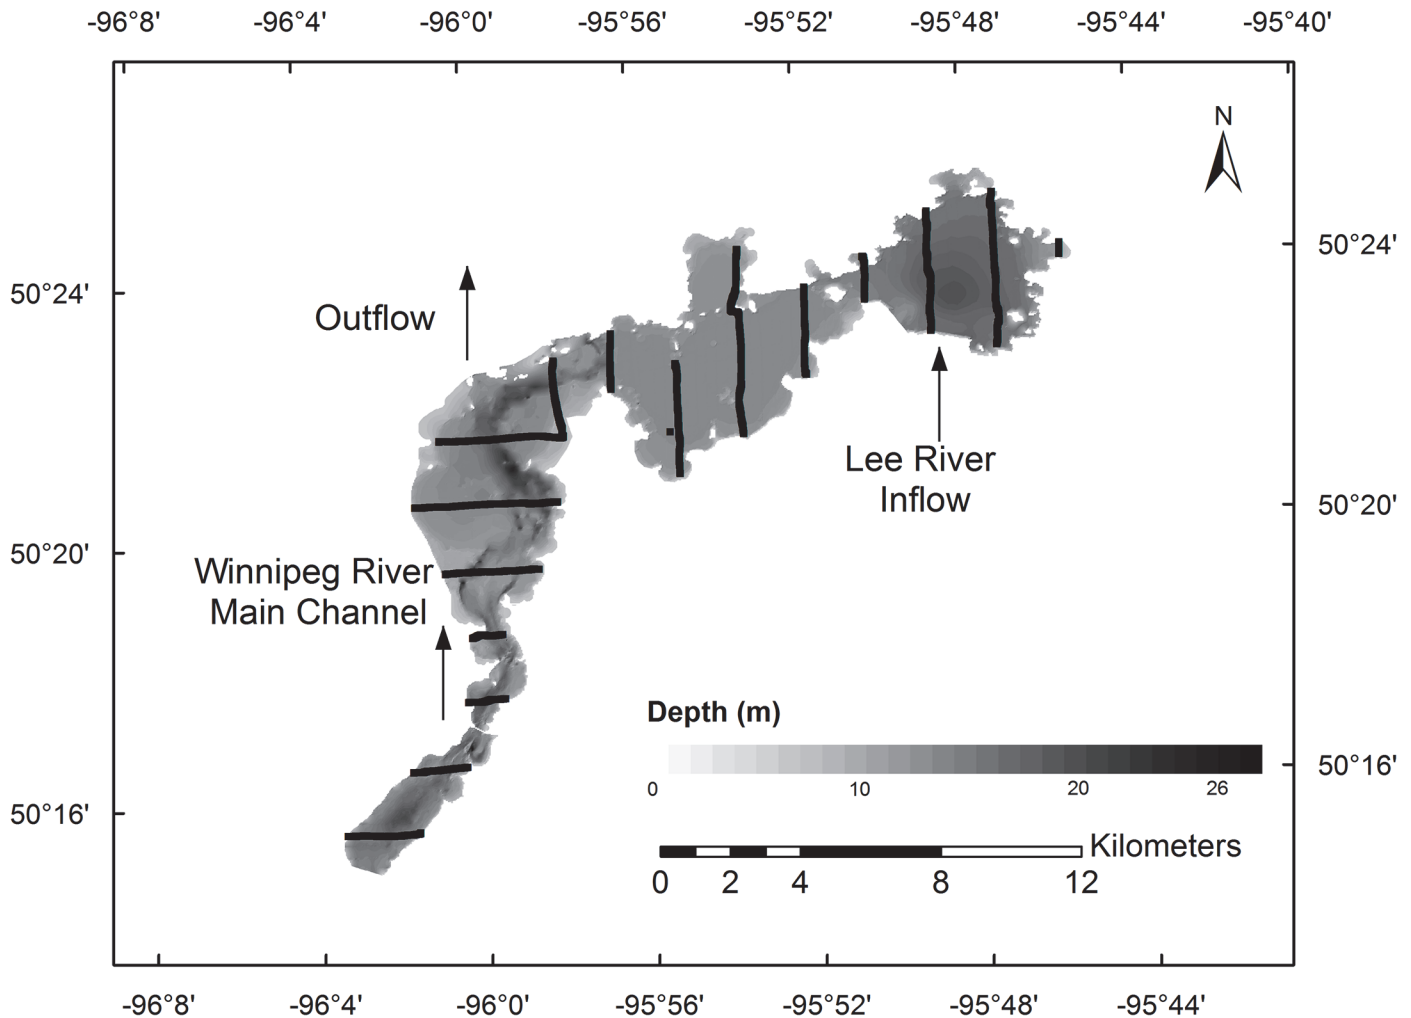 -96°8' -96°4' -96°0' -95°56' -95°52' -95°48' -95°44' -95°40'
N
50°24'
50°24'
Outflow
Lee River
Inflow
50°20'
50°20'
Winnipeg River
Main Channel
Depth (m)
0 10 20 26
50°16'
50°16'
Kilometers
0 2 4 8 12
-96°8' -96°4' -96°0' -95°56' -95°52' -95°48' -95°44'